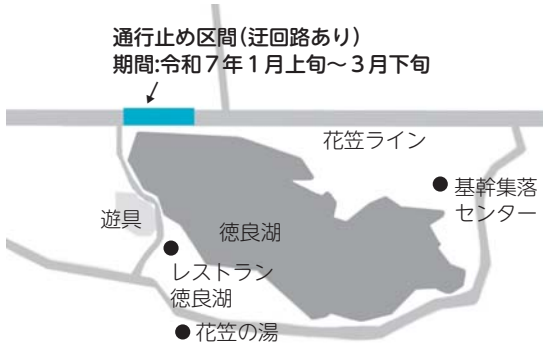 通行止め区間(迂回路あり)
期間:令和7年1月上旬~3月下旬
花笠ライン
基幹集落
センター
遊具
徳良湖
レストラン
徳良湖
花笠の湯